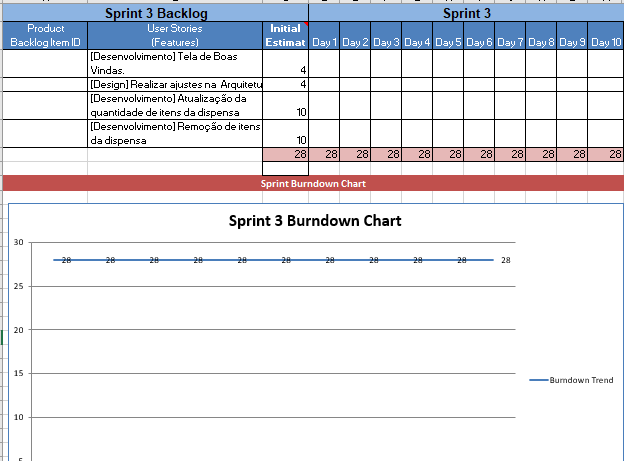 Sprint 3 Backlog Sprint 3
Product User Stories Initial
Backlog Item ID (Features) Estimat Day 1 Day 2 Day 3 Day 4 Day 5 Day 6 Day 7 Day 8 Day 9 Day 10
[Desenvolvimento] Tela de Boas
Vindas. 4
[Design] Realizar ajustes na Arquitetu 4
[Desenvolvimento] Atualização da
quantidade de itens da dispensa 10
[Desenvolvimento] Remoção de itens
da dispensa 10
28 28 28 28 28 28 28 28 28 28 28
Sprint Burndown Chart
Sprint 3 Burndown Chart
30
28 28 28 28 28 28 28 28 28 28 28
25
20
15
Burndown Trend
10
5